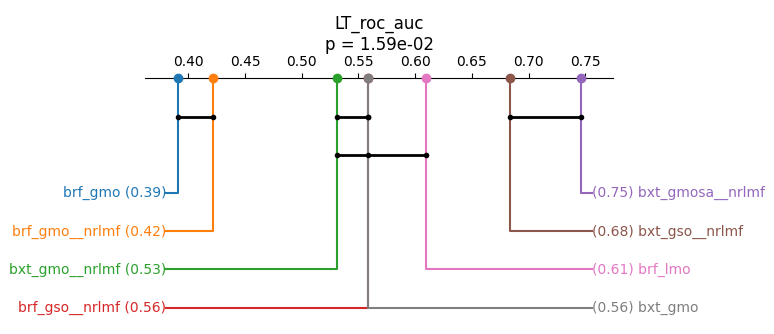 LT_roc_auc
p = 1.59e-02
0.40 0.45 0.50 0.55 0.60 0.65 0.70 0.75
brf_gmo (0.39) (0.75) bxt_gmosa__nrlmf
brf_gmo__nrlmf (0.42) (0.68) bxt_gso__nrlmf
bxt_gmo__nrlmf (0.53) (0.61) brf_lmo
brf_gso__nrlmf (0.56) (0.56) bxt_gmo